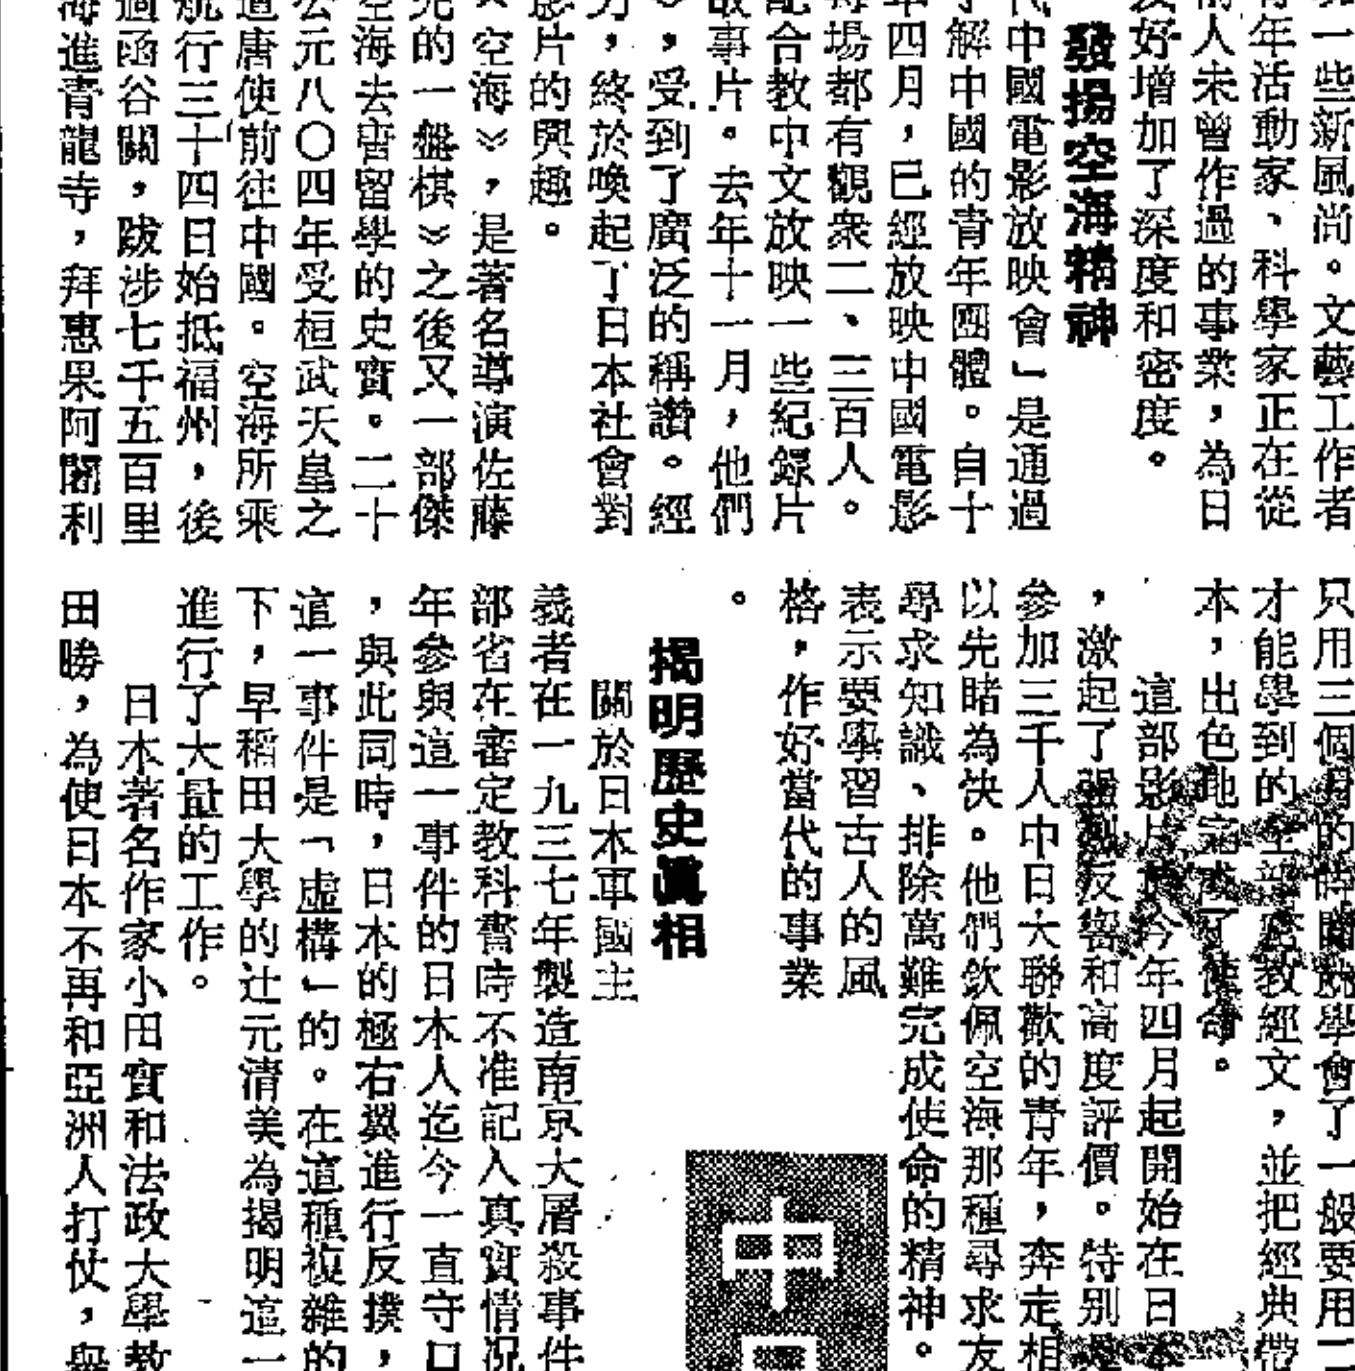 一些新風尚。文藝工作者
青年活動家、科學家正在從
人未曾作過的事業，為日
友好增加了深度和密度。
發揚空海精神
代中國電影放映會」是通過
了解中國的青年團體。自十
年四月，已經放映中國電影
每場都有觀衆二、三百人。
配合教中文放映一些紀錄片
故事片。去年十一月，他們
》，受到了廣泛的稱讚。經
力，終於喚起了日本社會對
影片的興趣。
《空海》，是著名導演佐藤
完的一盤棋》之後又一部傑
空海去唐留學的史實。二十
公元八〇四年受桓武天皇之
遣唐使前往中國。空海所乘
航行三十四日始抵福州，後
過函谷關，跋涉七千五百里
海進青龍寺，拜惠果阿闍利
只用三個月的時間就學會了一般要用二
才能學到的全部密教經文，並把經典帶
本，出色地完成了使命。
這部影片於今年四月起開始在日本
，激起了強烈反響和高度評價。特別是
參加三千人中日大聯歡的青年，奔走相
以先睹為快。他們欽佩空海那種尋求友
尋求知識、排除萬難完成使命的精神。
表示要學習古人的風
格，作好當代的事業
。
揭明歷史真相
關於日本軍國主
義者在一九三七年製造南京大屠殺事件
部省在審定教科書時不准記入真實情況
年參與這一事件的日本人迄今一直守口
，與此同時，日本的極右翼進行反撲，
這一事件是「虛構」的。在這種複雜的
下，早稻田大學的辻元清美為揭明這一
進行了大量的工作。
日本著名作家小田實和法政大學教
田勝，為使日本不再和亞洲人打仗，與
中